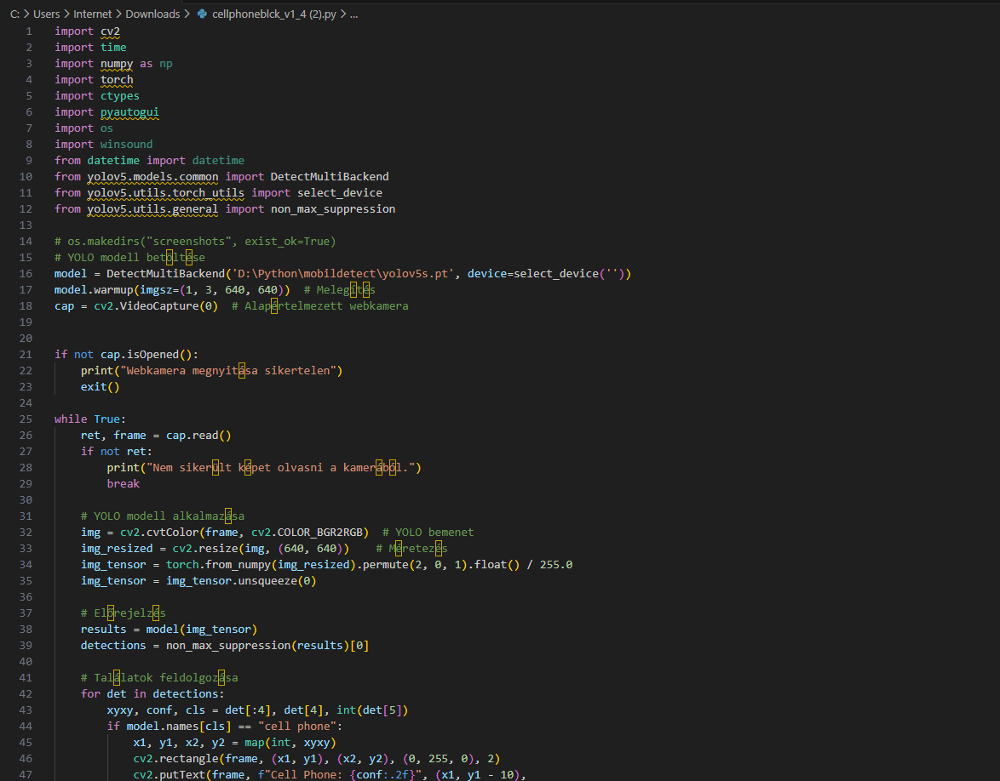 C: > Users > Internet > Downloads > cellphoneblck_v1_4 (2).py > ...
1 import cv2
2 import time
3 import numpy as np
4 import torch
5 import ctypes
6 import pyautogui
7 import os
8 import winsound
9 from datetime import datetime
10 from yolov5.models.common import DetectMultiBackend
11 from yolov5.utils.torch_utils import select_device
12 from yolov5.utils.general import non_max_suppression
13
14 # os.makedirs("screenshots", exist_ok=True)
15 # YOLO modell betöltése
16 model = DetectMultiBackend('D:\Python\mobildetect\yolov5s.pt', device=select_device(''))
17 model.warmup(imgsz=(1, 3, 640, 640))  # Melegítés
18 cap = cv2.VideoCapture(0)  # Alapértelmezett webkamera
19
20
21 if not cap.isOpened():
22     print("Webkamera megnyitása sikertelen")
23     exit()
24
25 while True:
26     ret, frame = cap.read()
27     if not ret:
28         print("Nem sikerült képet olvasni a kamerából.")
29         break
30
31     # YOLO modell alkalmazása
32     img = cv2.cvtColor(frame, cv2.COLOR_BGR2RGB)  # YOLO bemenet
33     img_resized = cv2.resize(img, (640, 640))    # Méretezés
34     img_tensor = torch.from_numpy(img_resized).permute(2, 0, 1).float() / 255.0
35     img_tensor = img_tensor.unsqueeze(0)
36
37     # Előrejelzés
38     results = model(img_tensor)
39     detections = non_max_suppression(results)[0]
40
41     # Találatok feldolgozása
42     for det in detections:
43         xyxy, conf, cls = det[:4], det[4], int(det[5])
44         if model.names[cls] == "cell phone":
45             x1, y1, x2, y2 = map(int, xyxy)
46             cv2.rectangle(frame, (x1, y1), (x2, y2), (0, 255, 0), 2)
47             cv2.putText(frame, f"Cell Phone: {conf:.2f}", (x1, y1 - 10),